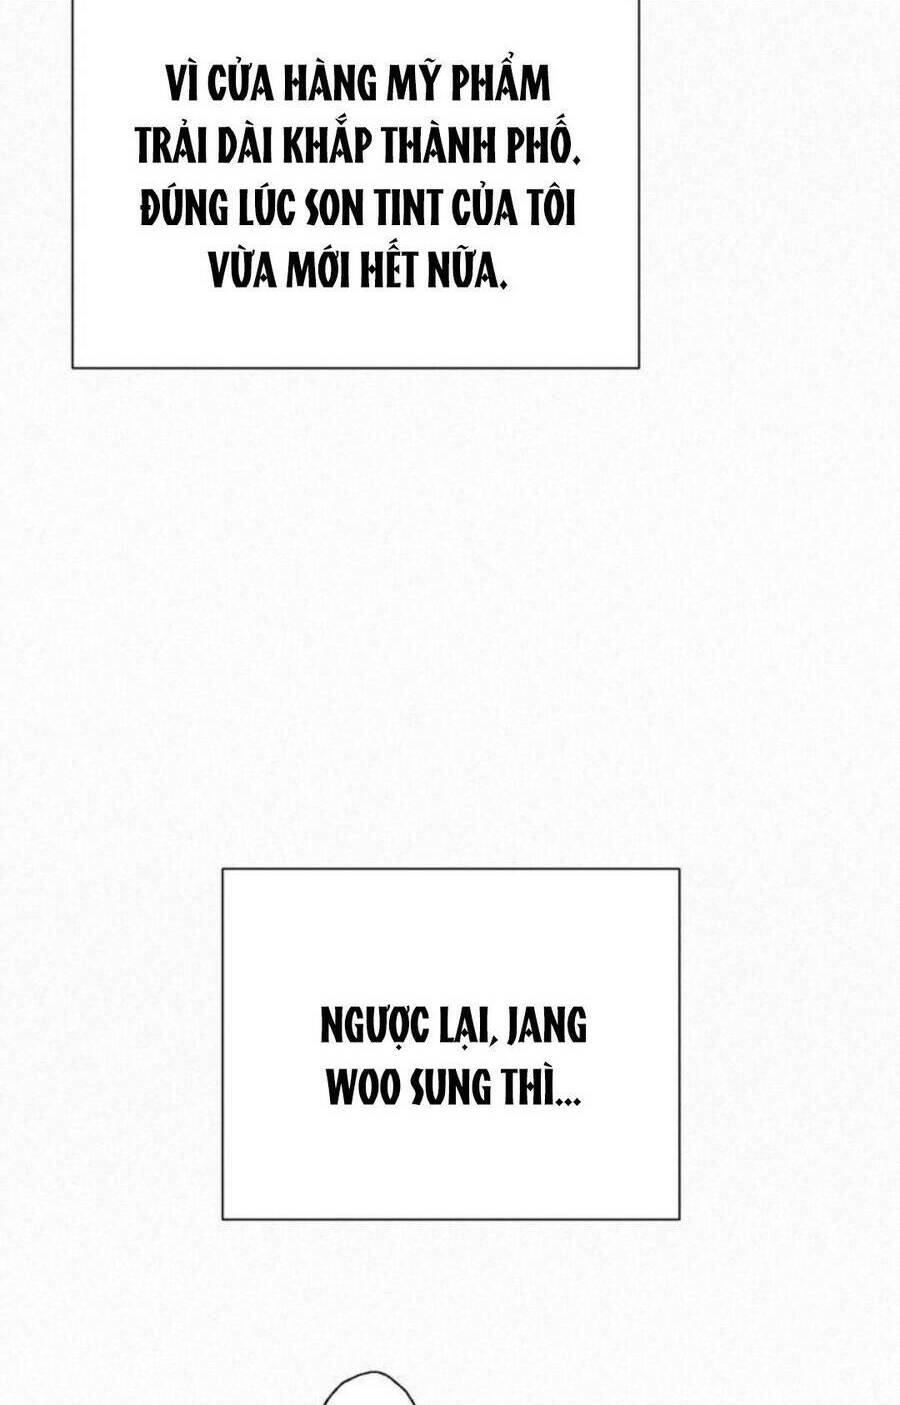 VÌ CỬA HÀNG MỸ PHẨM
TRẢI DÀI KHẮP THÀNH PHỐ.
ĐÚNG LÚC SON TINT CỦA TÔI
VỪA MỚI HẾT NỮA.
NGƯỢC LẠI, JANG
WOO SUNG THÌ...